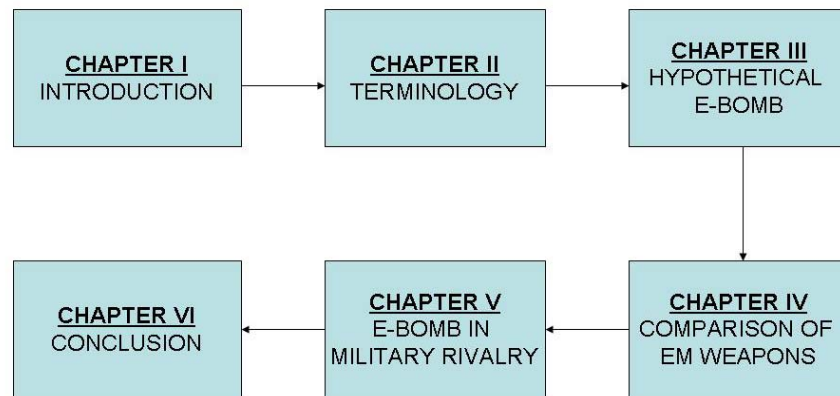 CHAPTER I
INTRODUCTION
CHAPTER II
TERMINOLOGY
CHAPTER III
HYPOTHETICAL
E-BOMB
CHAPTER IV
COMPARISON OF
EM WEAPONS
CHAPTER V
E-BOMB IN
MILITARY RIVALRY
CHAPTER VI
CONCLUSION